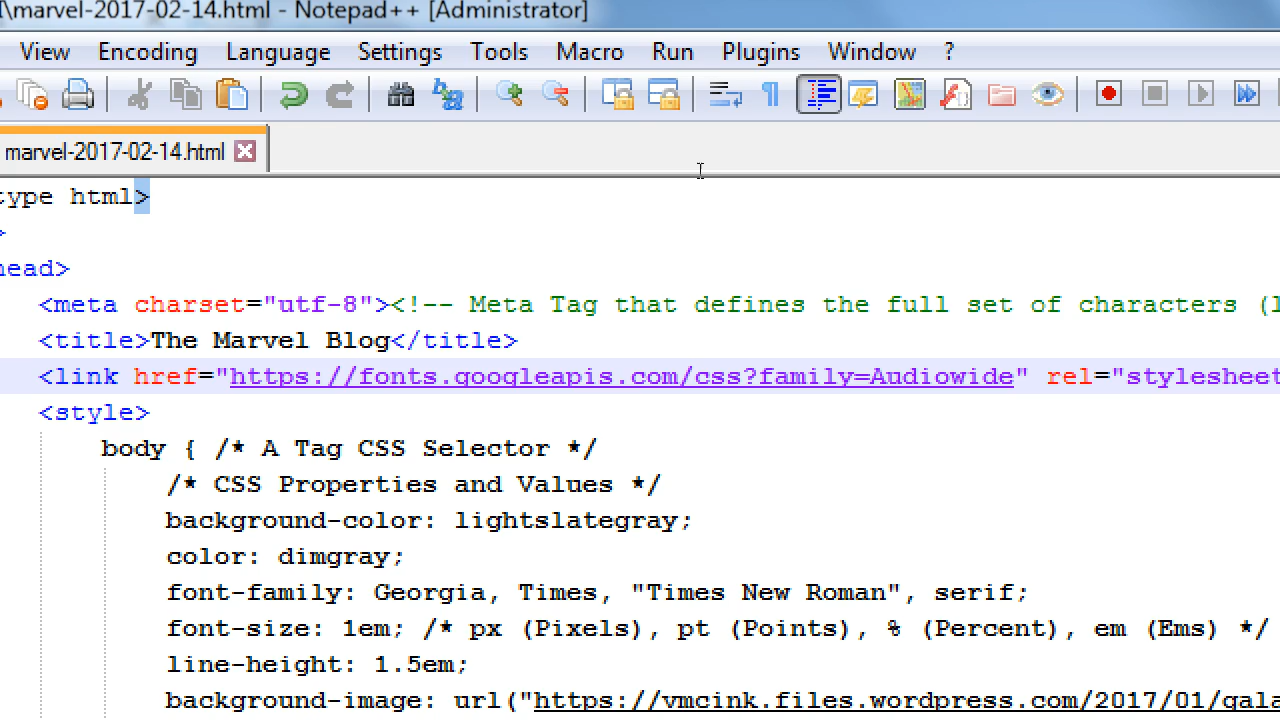 \marvel-2017-02-14.html - Notepad++ [Administrator]
View Encoding Language Settings Tools Macro Run Plugins Window ?
marvel-2017-02-14.html
type html>
>
head>
<meta charset="utf-8"><!-- Meta Tag that defines the full set of characters (
<title>The Marvel Blog</title>
<link href="https://fonts.googleapis.com/css?family=Audiowide" rel="stylesheet
<style>
body { /* A Tag CSS Selector */
/* CSS Properties and Values */
background-color: lightslategray;
color: dimgray;
font-family: Georgia, Times, "Times New Roman", serif;
font-size: 1em; /* px (Pixels), pt (Points), % (Percent), em (Ems) */
line-height: 1.5em;
background-image: url("https://vmcink.files.wordpress.com/2017/01/gala